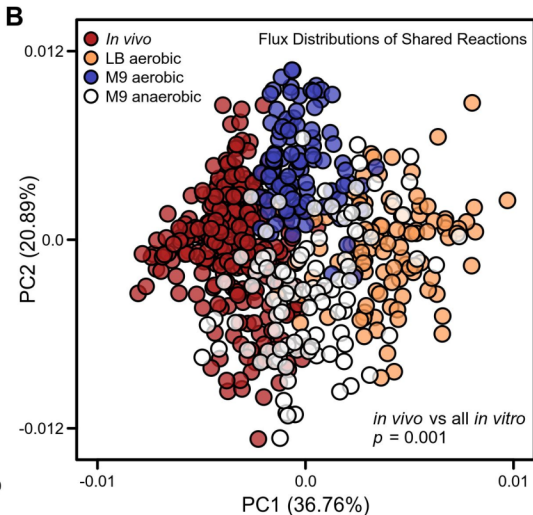 B
Flux Distributions of Shared Reactions
In vivo
LB aerobic
M9 aerobic
M9 anaerobic
0.012
0.0
-0.012
PC2 (20.89%)
in vivo vs all in vitro
p = 0.001
-0.01
0.0
0.01
PC1 (36.76%)